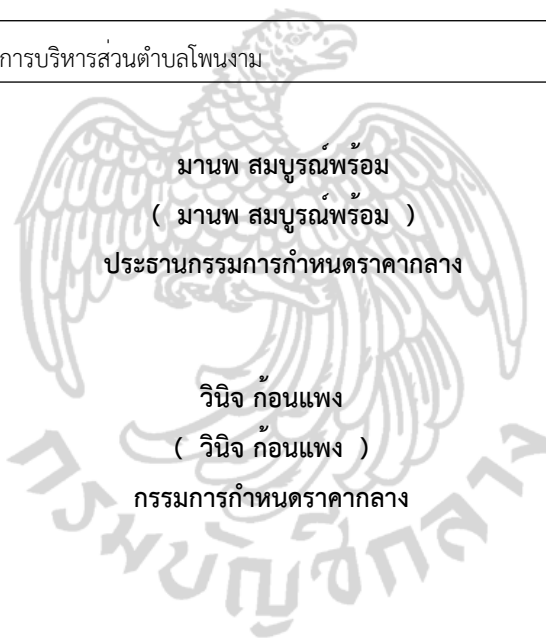 การบริหารส่วนตำบลโพนงาม
มานพ สมบูรณ์พร้อม
( มานพ สมบูรณ์พร้อม )
ประธานกรรมการกำหนดราคากลาง
วินิจ ก้อนแพง
( วินิจ ก้อนแพง )
กรรมการกำหนดราคากลาง
กรมบัญชีกลาง